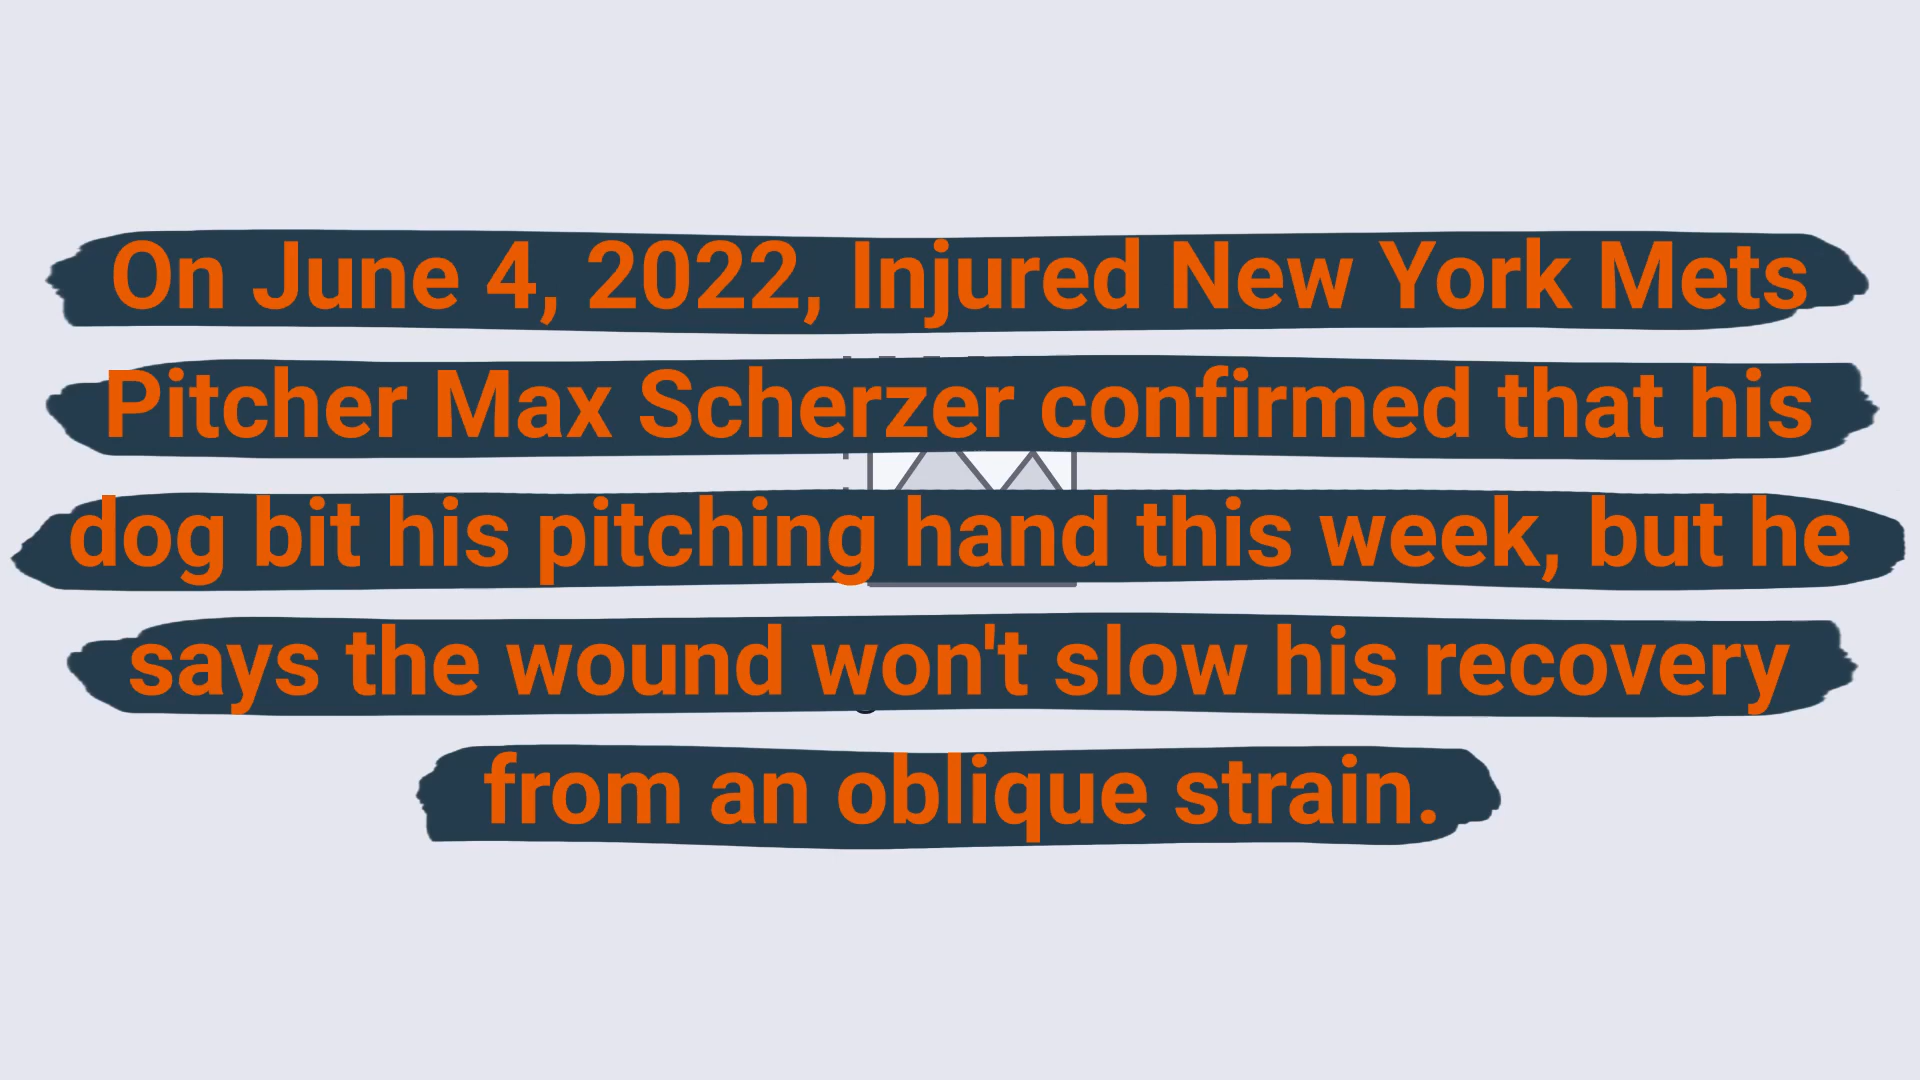 On June 4, 2022, Injured New York Mets
Pitcher Max Scherzer confirmed that his
dog bit his pitching hand this week, but he
says the wound won't slow his recovery
from an oblique strain.